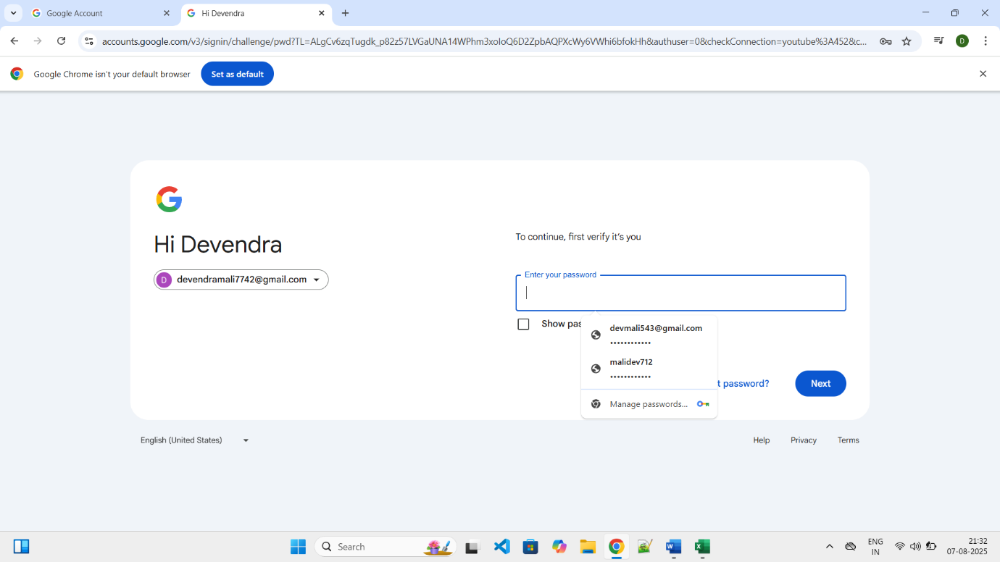 Google Account
Hi Devendra
accounts.google.com/v3/signin/challenge/pwd?TL=ALgCv6zqTugdk_p82z57LVGaUNA14WPhm3xoIoQ6D2ZpbAQPXcWy6VWhi6bfokHh&authuser=0&checkConnection=youtube%3A452&c...
D
Google Chrome isn't your default browser
Set as default
Hi Devendra
D devendramali7742@gmail.com
To continue, first verify it's you
Enter your password
Show pas
devmali543@gmail.com
••••••••••••
malidev712
••••••••••••
Manage passwords...
t password?
Next
English (United States)
Help Privacy Terms
Search
ENG
IN
21:32
07-08-2025